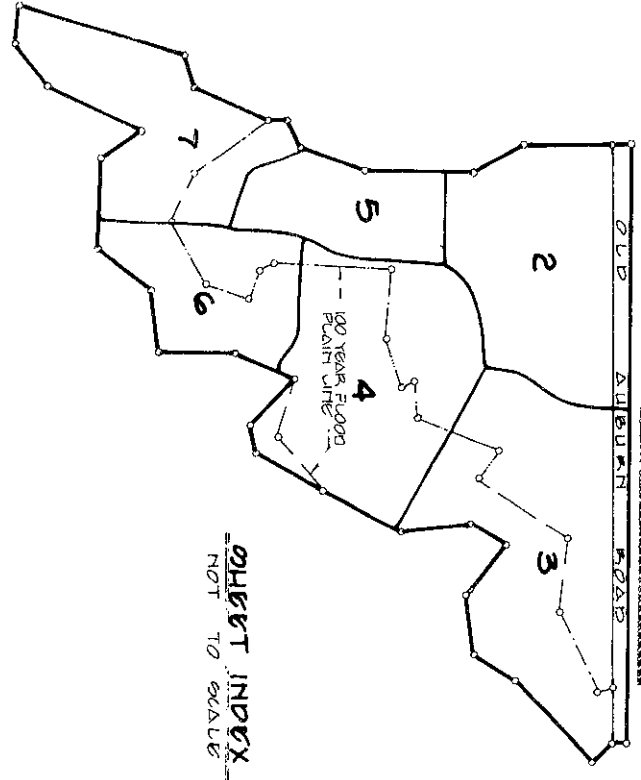 OLD AUBURN ROAD
2
3
4
5
6
7
100 YEAR FLOOD
PLAIN LINE
SHEET INDEX
NOT TO SCALE